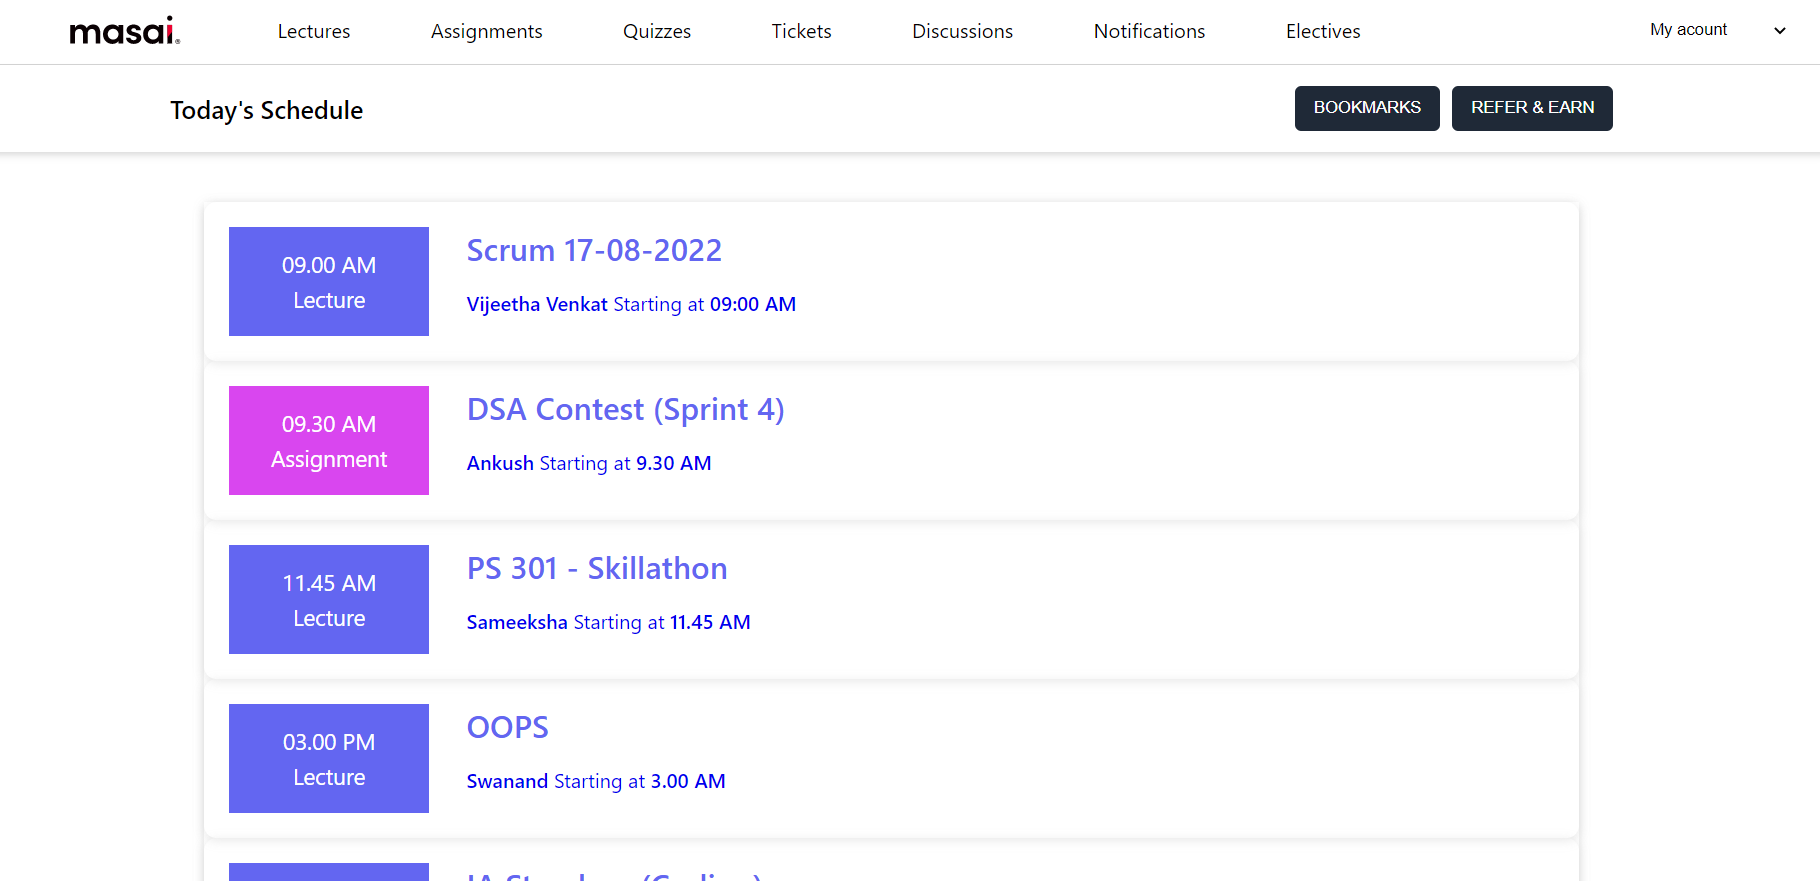 masai.
Lectures
Assignments
Quizzes
Tickets
Discussions
Notifications
Electives
My acount
Today's Schedule
BOOKMARKS
REFER & EARN
09.00 AM
Lecture
Scrum 17-08-2022
Vijeetha Venkat Starting at 09:00 AM
09.30 AM
Assignment
DSA Contest (Sprint 4)
Ankush Starting at 9.30 AM
11.45 AM
Lecture
PS 301 - Skillathon
Sameeksha Starting at 11.45 AM
03.00 PM
Lecture
OOPS
Swanand Starting at 3.00 AM